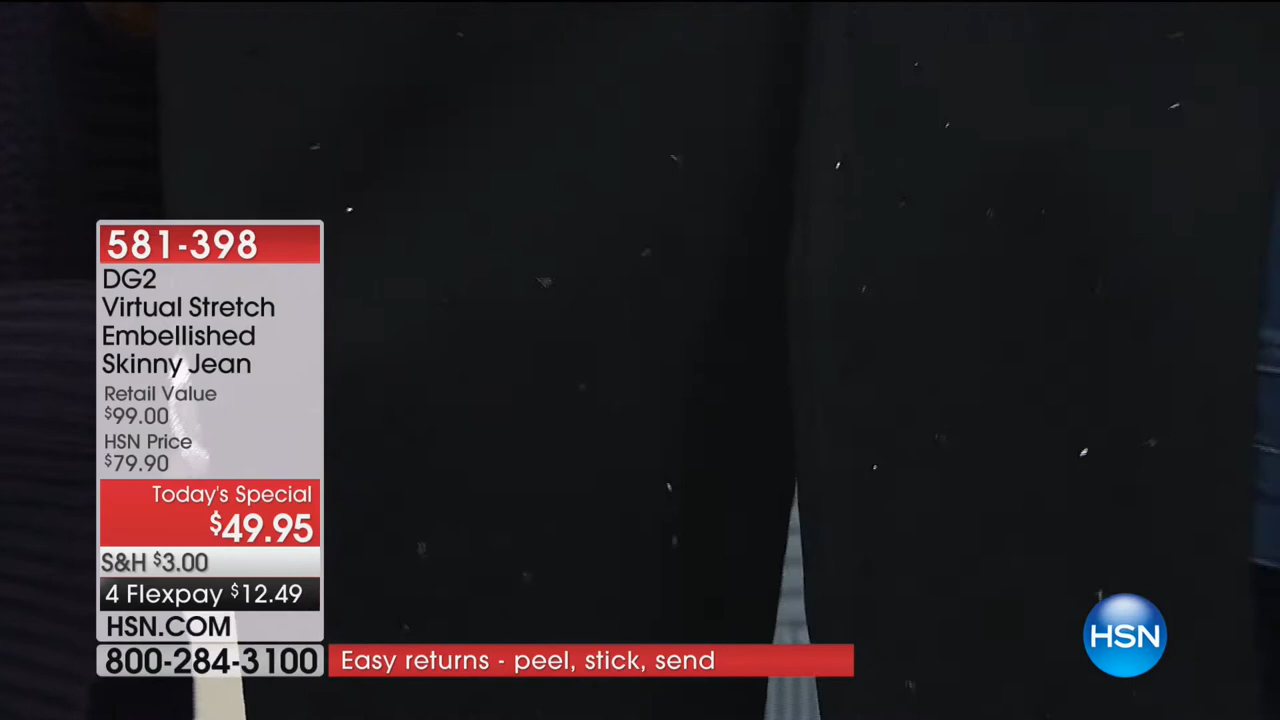 581-398
DG2
Virtual Stretch
Embellished
Skinny Jean
Retail Value
$99.00
HSN Price
$79.90
Today's Special
$49.95
S&H $3.00
4 Flexpay $12.49
HSN.COM
800-284-3100
Easy returns - peel, stick, send
HSN